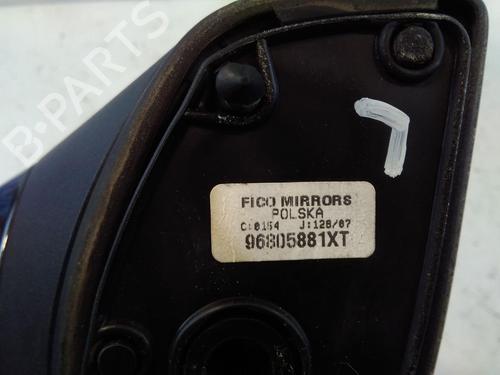 B-PARTS
FICO MIRRORS
POLSKA
C:0154 J:128/07
96805881XT